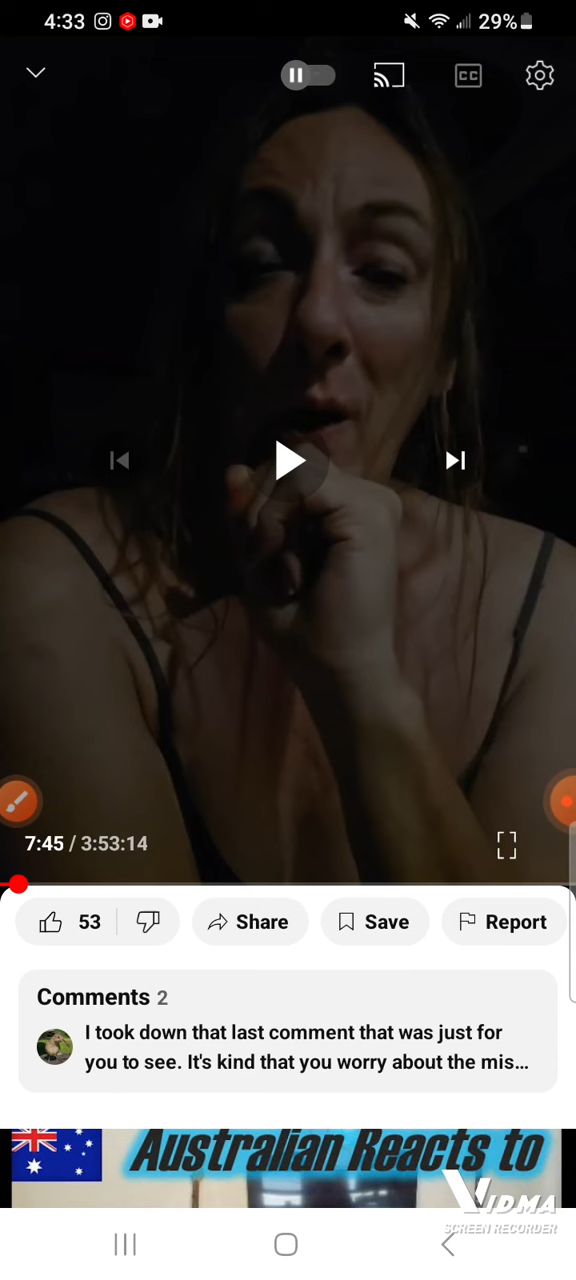 4:33
29%
CC
7:45 / 3:53:14
53
Share
Save
Report
Comments 2
I took down that last comment that was just for
you to see. It's kind that you worry about the mis...
Australian Reacts to
VIDMA
SCREEN RECORDER